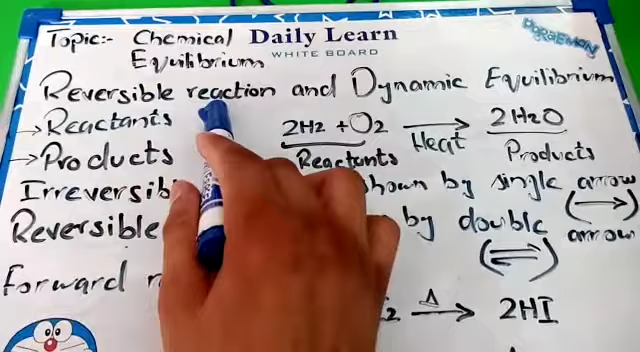 Topic:- Chemical Daily Learn
Equilibrium WHITE BOARD
DORAEMON
Reversible reaction and Dynamic Equilibrium
→Reactants 2H2 + O2 → 2H2O
Heat
→Products Reactants Products
Irreversib hown by single arrow
(→)
Reversible by double arrow
(⇌)
Forward r
2 Δ→ 2HI